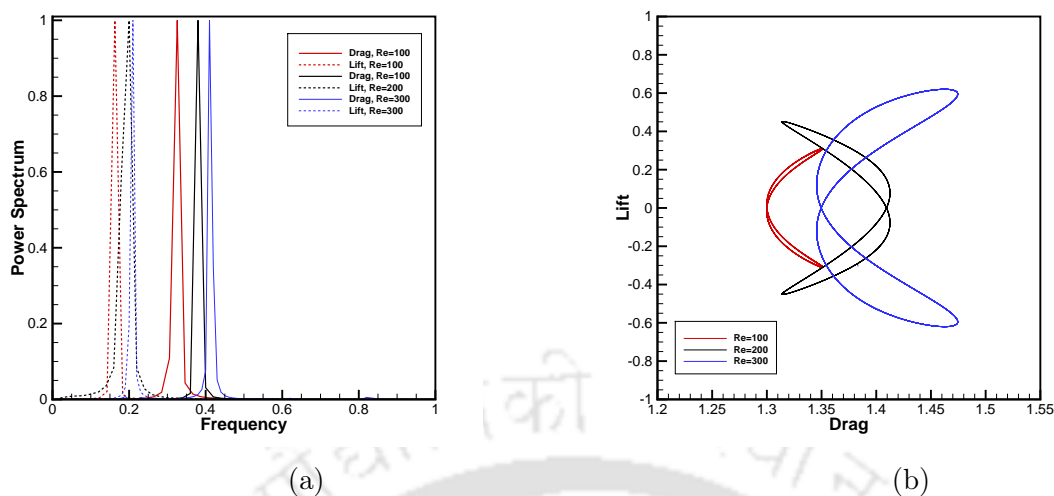 1
0.8
0.6
0.4
0.2
0
Power Spectrum
0 0.2 0.4 0.6 0.8 1
Frequency
Drag, Re=100
Lift, Re=100
Drag, Re=100
Lift, Re=200
Drag, Re=300
Lift, Re=300
(a)
1
0.8
0.6
0.4
0.2
0
-0.2
-0.4
-0.6
-0.8
-1
Lift
Re=100
Re=200
Re=300
1.2 1.25 1.3 1.35 1.4 1.45 1.5 1.55
Drag
(b)